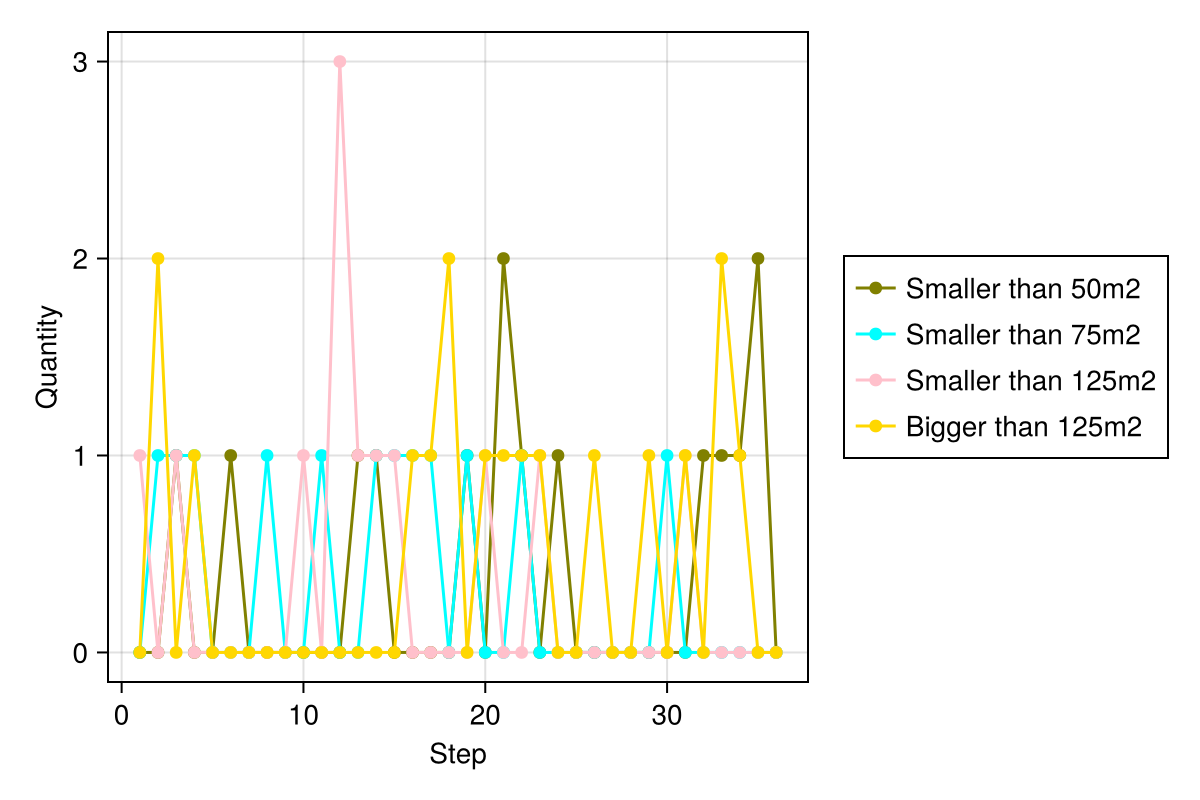 3
2
1
0
Quantity
0 10 20 30
Step
Smaller than 50m2
Smaller than 75m2
Smaller than 125m2
Bigger than 125m2